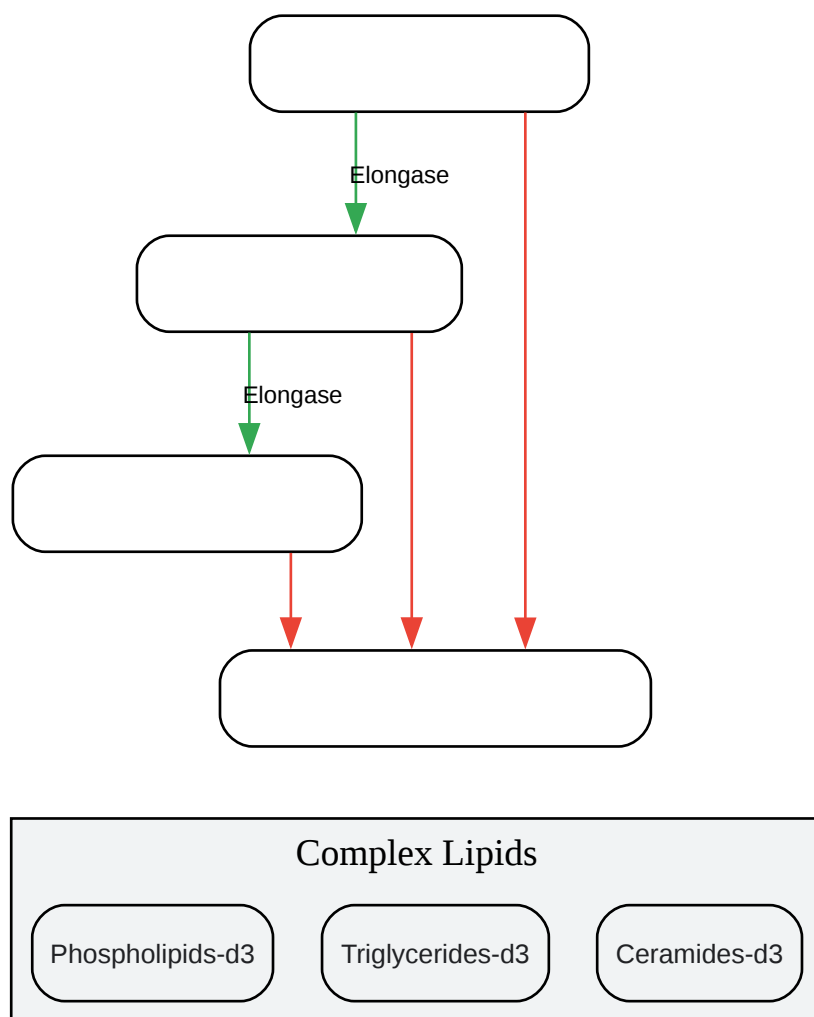 Elongase
Elongase
Complex Lipids
Phospholipids-d3
Triglycerides-d3
Ceramides-d3